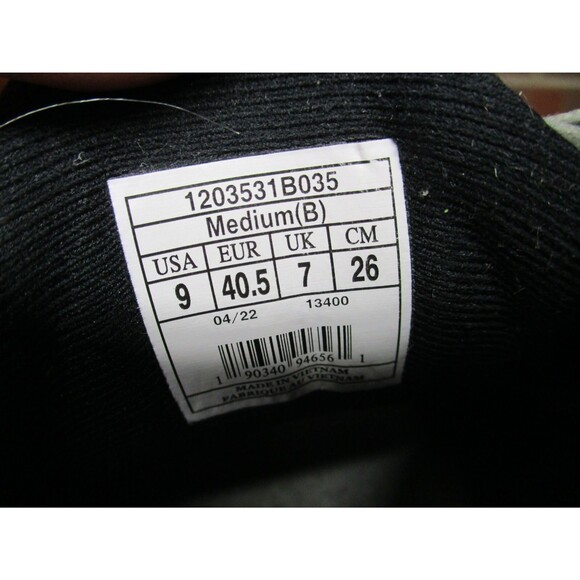 1203531B035
Medium(B)
USA EUR UK CM
9 40.5 7 26
04/22 13400
1 90340 94656 1
MADE IN VIETNAM
FABRIQUE AU VIETNAM